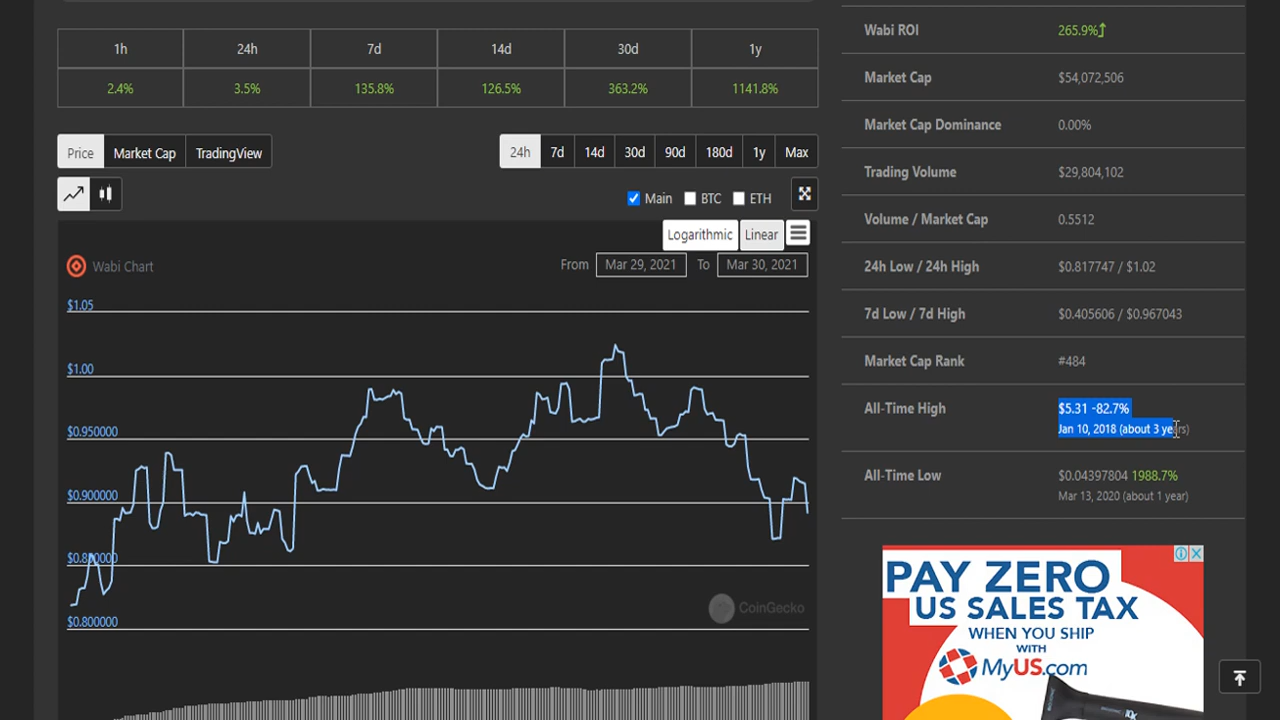 1h 24h 7d 14d 30d 1y
2.4% 3.5% 135.8% 126.5% 363.2% 1141.8%
Price Market Cap TradingView
24h 7d 14d 30d 90d 180d 1y Max
Main BTC ETH
Logarithmic Linear
Wabi Chart
From Mar 29, 2021 To Mar 30, 2021
$1.05
$1.00
$0.950000
$0.900000
$0.850000
$0.800000
CoinGecko
Wabi ROI 265.9%
Market Cap $54,072,506
Market Cap Dominance 0.00%
Trading Volume $29,804,102
Volume / Market Cap 0.5512
24h Low / 24h High $0.817747 / $1.02
7d Low / 7d High $0.405606 / $0.967043
Market Cap Rank #484
All-Time High $5.31 -82.7%
Jan 10, 2018 (about 3 years)
All-Time Low $0.04397804 1988.7%
Mar 13, 2020 (about 1 year)
PAY ZERO
US SALES TAX
WHEN YOU SHIP
WITH
MyUS.com